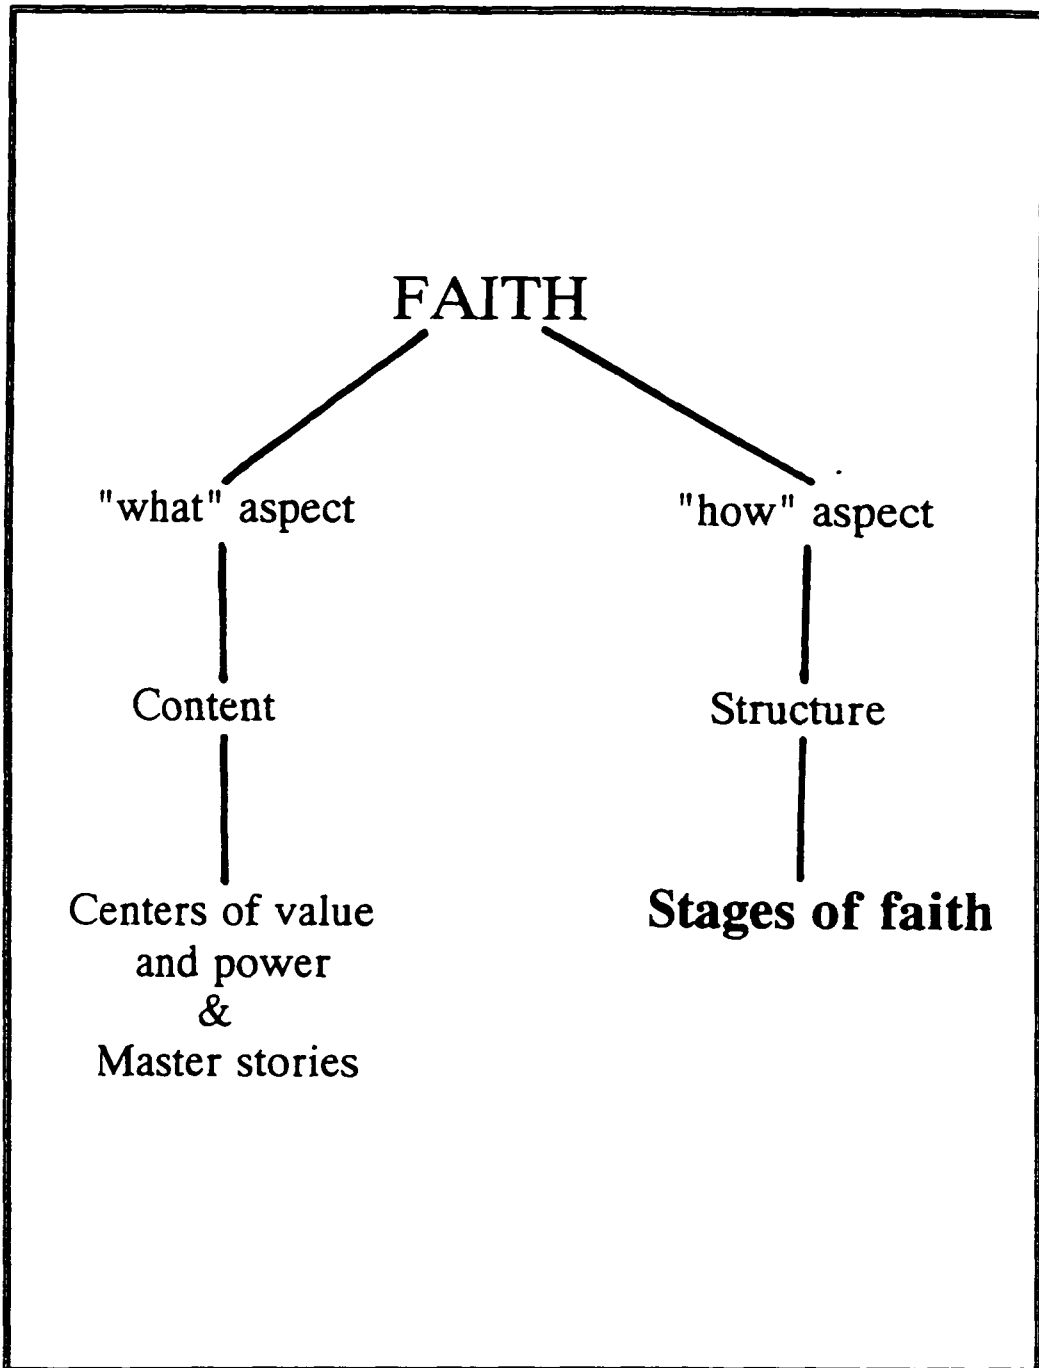 FAITH
"what" aspect
"how" aspect
Content
Structure
Centers of value
and power
&
Master stories
Stages of faith